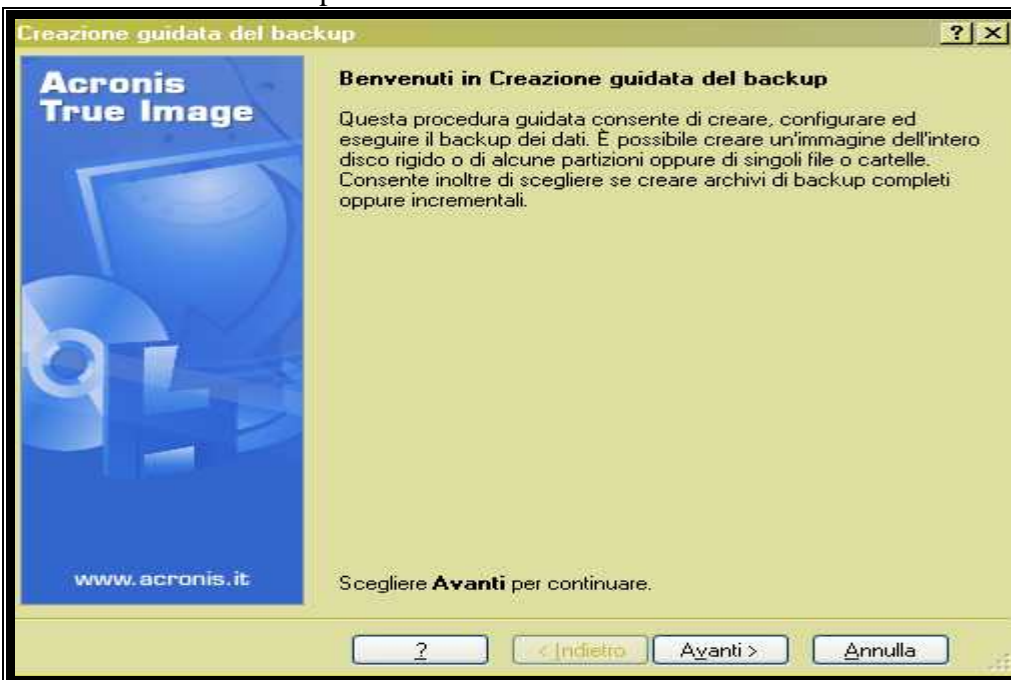 Creazione guidata del backup
Acronis
True Image
Benvenuti in Creazione guidata del backup
Questa procedura guidata consente di creare, configurare ed
eseguire il backup dei dati. È possibile creare un'immagine dell'intero
disco rigido o di alcune partizioni oppure di singoli file o cartelle.
Consente inoltre di scegliere se creare archivi di backup completi
oppure incrementali.
www.acronis.it
Scegliere Avanti per continuare.
? < Indietro Avanti > Annulla